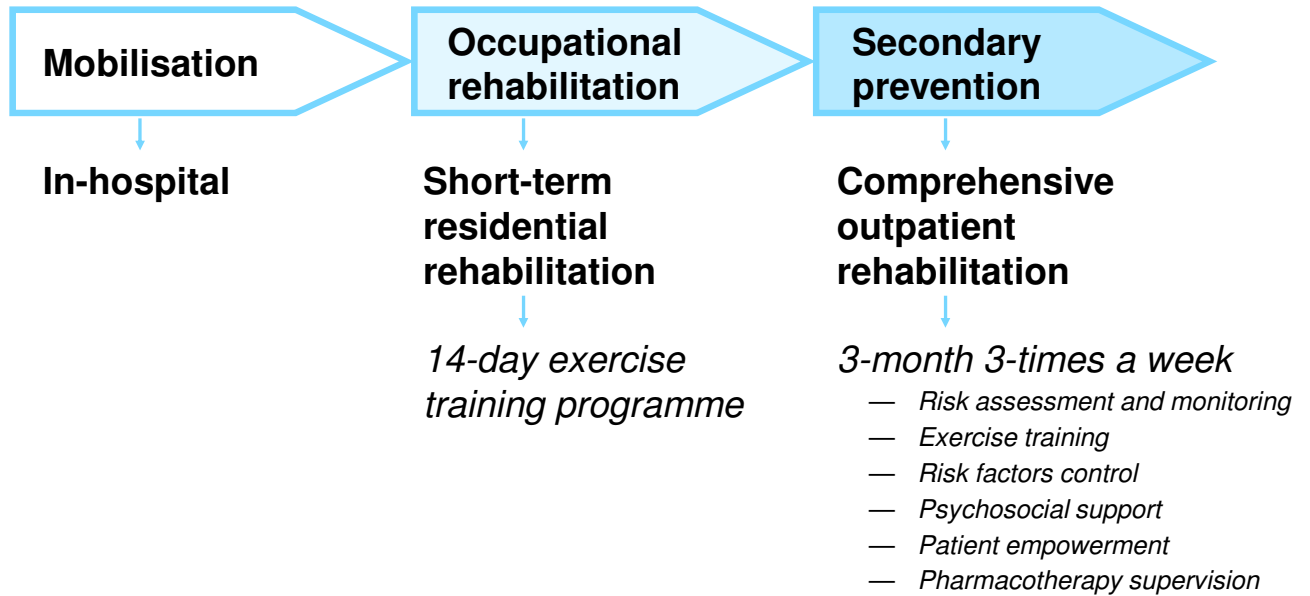 Mobilisation
Occupational
rehabilitation
Secondary
prevention
In-hospital
Short-term
residential
rehabilitation
Comprehensive
outpatient
rehabilitation
14-day exercise
training programme
3-month 3-times a week
— Risk assessment and monitoring
— Exercise training
— Risk factors control
— Psychosocial support
— Patient empowerment
— Pharmacotherapy supervision